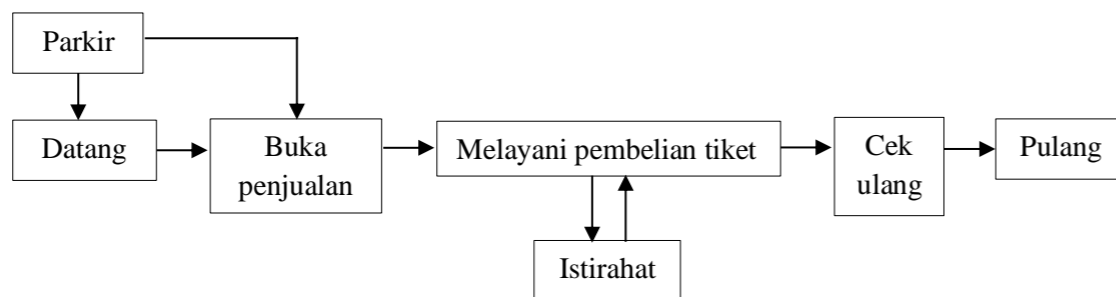 Parkir
Datang
Buka
penjualan
Melayani pembelian tiket
Cek
ulang
Pulang
Istirahat